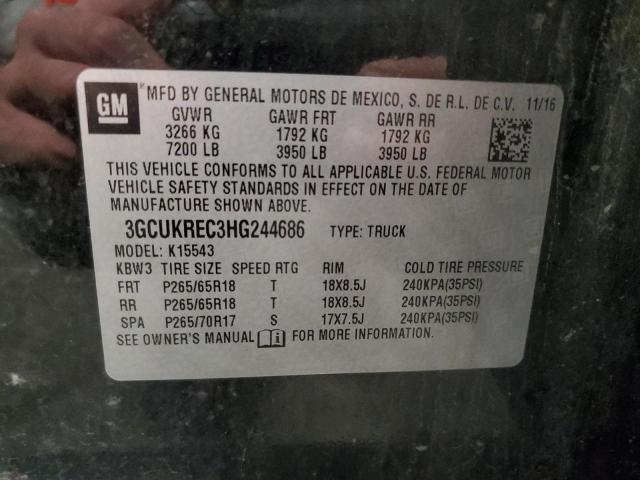 GM
MFD BY GENERAL MOTORS DE MEXICO, S. DE R.L. DE C.V. 11/16
GVWR GAWR FRT GAWR RR
3266 KG 1792 KG 1792 KG
7200 LB 3950 LB 3950 LB
THIS VEHICLE CONFORMS TO ALL APPLICABLE U.S. FEDERAL MOTOR
VEHICLE SAFETY STANDARDS IN EFFECT ON THE DATE OF
MANUFACTURE SHOWN ABOVE.
3GCUKREC3HG244686 TYPE: TRUCK
MODEL: K15543
KBW3 TIRE SIZE SPEED RTG RIM COLD TIRE PRESSURE
FRT P265/65R18 T 18X8.5J 240KPA(35PSI)
RR P265/65R18 T 18X8.5J 240KPA(35PSI)
SPA P265/70R17 S 17X7.5J 240KPA(35PSI)
SEE OWNER'S MANUAL FOR MORE INFORMATION.